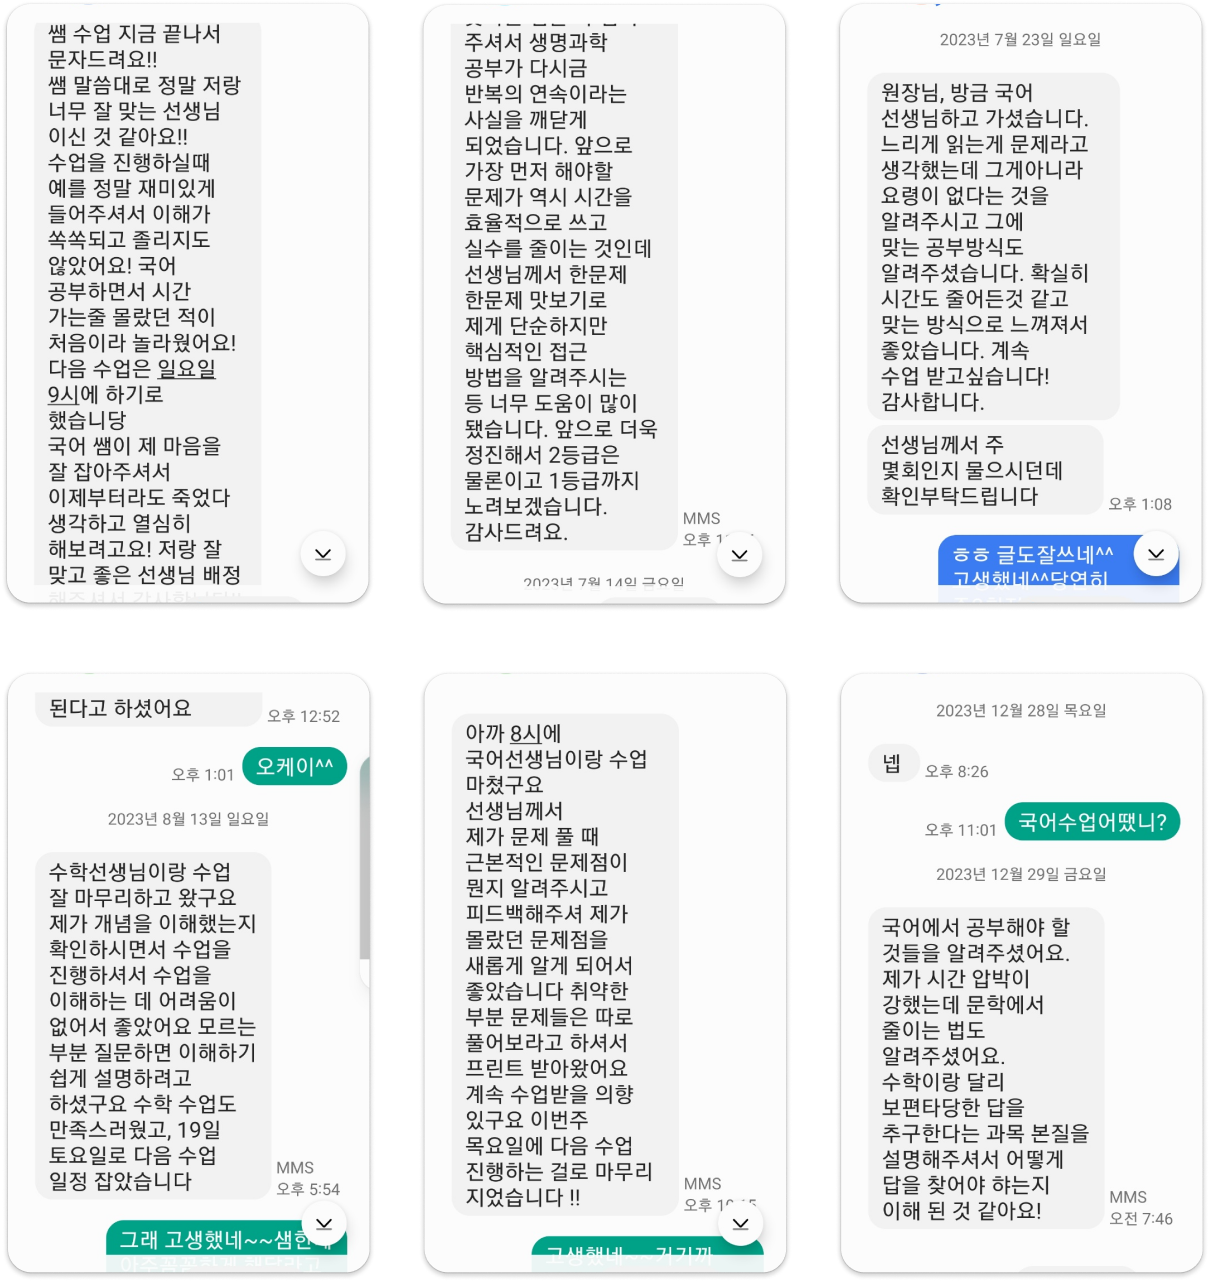 쌤 수업 지금 끝나서
문자드려요!!
쌤 말씀대로 정말 저랑
너무 잘 맞는 선생님
이신 것 같아요!!
수업을 진행하실때
예를 정말 재미있게
들어주셔서 이해가
쏙쏙되고 졸리지도
않았어요! 국어
공부하면서 시간
가는줄 몰랐던 적이
처음이라 놀라웠어요!
다음 수업은 일요일
9시에 하기로
했습니당
국어 쌤이 제 마음을
잘 잡아주셔서
이제부터라도 죽었다
생각하고 열심히
해보려고요! 저랑 잘
맞고 좋은 선생님 배정
해주셔서 감사합니다
주셔서 생명과학
공부가 다시금
반복의 연속이라는
사실을 깨닫게
되었습니다. 앞으로
가장 먼저 해야할
문제가 역시 시간을
효율적으로 쓰고
실수를 줄이는 것인데
선생님께서 한문제
한문제 맛보기로
제게 단순하지만
핵심적인 접근
방법을 알려주시는
등 너무 도움이 많이
됐습니다. 앞으로 더욱
정진해서 2등급은
물론이고 1등급까지
노려보겠습니다.
감사드려요.
MMS
오후
2023년 7월 14일 금요일
2023년 7월 23일 일요일
원장님, 방금 국어
선생님하고 가셨습니다.
느리게 읽는게 문제라고
생각했는데 그게아니라
요령이 없다는 것을
알려주시고 그에
맞는 공부방식도
알려주셨습니다. 확실히
시간도 줄어든것 같고
맞는 방식으로 느껴져서
좋았습니다. 계속
수업 받고싶습니다!
감사합니다.
선생님께서 주
몇회인지 물으시던데
확인부탁드립니다
오후 1:08
ㅎㅎ 글도잘쓰네^^
고생했네^^당연히
된다고 하셨어요
오후 12:52
오후 1:01
오케이^^
2023년 8월 13일 일요일
수학선생님이랑 수업
잘 마무리하고 왔구요
제가 개념을 이해했는지
확인하시면서 수업을
진행하셔서 수업을
이해하는 데 어려움이
없어서 좋았어요 모르는
부분 질문하면 이해하기
쉽게 설명하려고
하셨구요 수학 수업도
만족스러웠고, 19일
토요일로 다음 수업
일정 잡았습니다
MMS
오후 5:54
그래 고생했네~~샘한테
아까 8시에
국어선생님이랑 수업
마쳤구요
선생님께서
제가 문제 풀 때
근본적인 문제점이
뭔지 알려주시고
피드백해주셔 제가
몰랐던 문제점을
새롭게 알게 되어서
좋았습니다 취약한
부분 문제들은 따로
풀어보라고 하셔서
프린트 받아왔어요
계속 수업받을 의향
있구요 이번주
목요일에 다음 수업
진행하는 걸로 마무리
지었습니다 !!
MMS
오후
고생했네~~거기까
2023년 12월 28일 목요일
넵
오후 8:26
오후 11:01
국어수업어땠니?
2023년 12월 29일 금요일
국어에서 공부해야 할
것들을 알려주셨어요.
제가 시간 압박이
강했는데 문학에서
줄이는 법도
알려주셨어요.
수학이랑 달리
보편타당한 답을
추구한다는 과목 본질을
설명해주셔서 어떻게
답을 찾어야 햐는지
이해 된 것 같아요!
MMS
오전 7:46